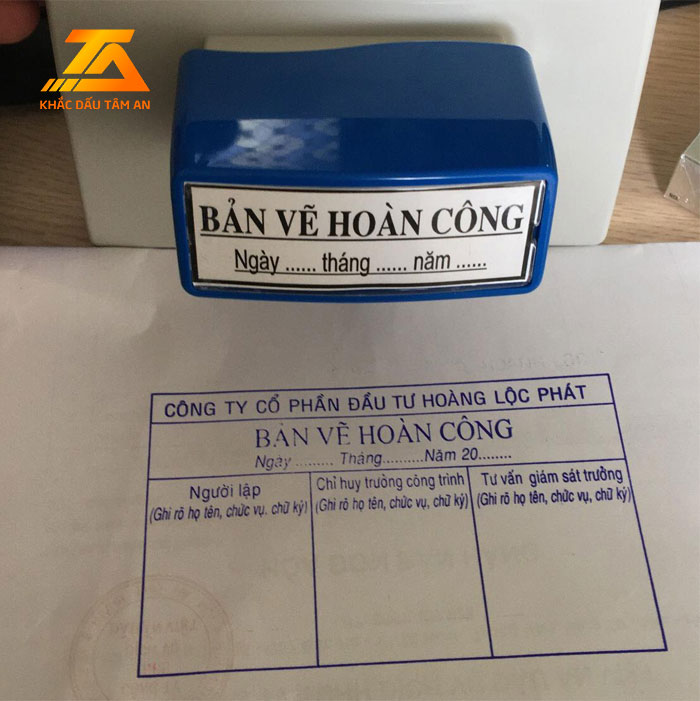 KHẮC DẤU TÂM AN
BẢN VẼ HOÀN CÔNG
Ngày ...... tháng ...... năm ......
CÔNG TY CỔ PHẦN ĐẦU TƯ HOÀNG LỘC PHÁT
BẢN VẼ HOÀN CÔNG
Ngày ......... Tháng..........Năm 20........
Người lập
(Ghi rõ họ tên, chức vụ. chữ ký)
Chỉ huy trưởng công trình
(Ghi rõ họ tên, chức vụ, chữ ký)
Tư vấn giám sát trưởng
(Ghi rõ họ tên, chức vụ, chữ ký)